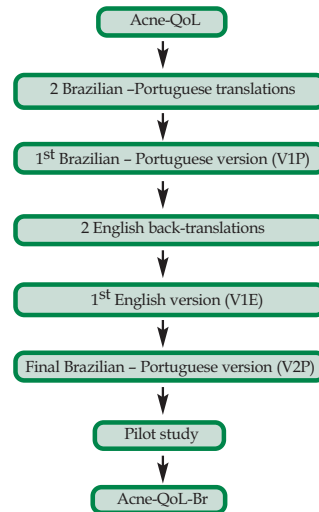 Acne-QoL
2 Brazilian –Portuguese translations
1st Brazilian – Portuguese version (V1P)
2 English back-translations
1st English version (V1E)
Final Brazilian – Portuguese version (V2P)
Pilot study
Acne-QoL-Br